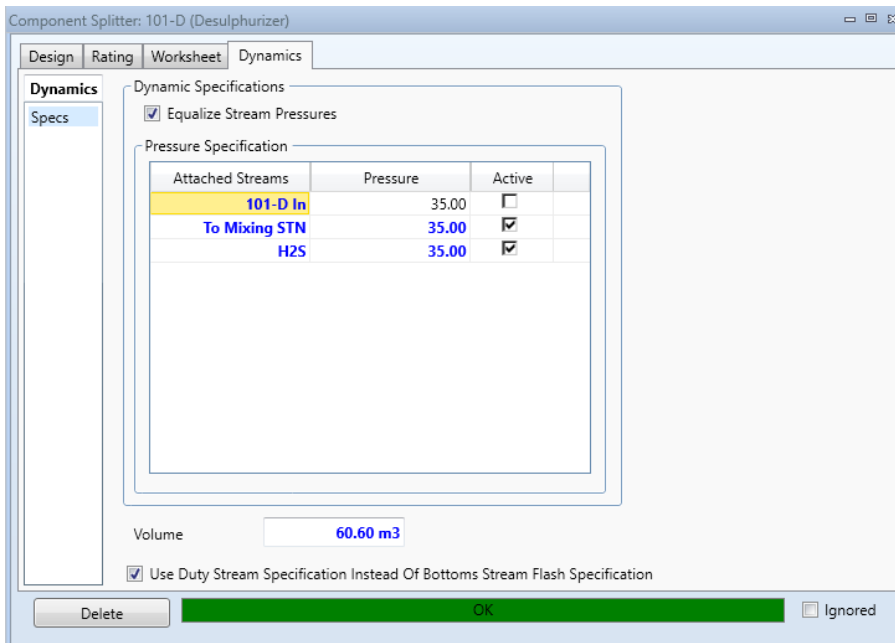 Component Splitter: 101-D (Desulphurizer)
Design Rating Worksheet Dynamics
Dynamics
Specs
Dynamic Specifications
Equalize Stream Pressures
Pressure Specification
Attached Streams Pressure Active
101-D In 35.00
To Mixing STN 35.00
H2S 35.00
Volume 60.60 m3
Use Duty Stream Specification Instead Of Bottoms Stream Flash Specification
Delete OK Ignored